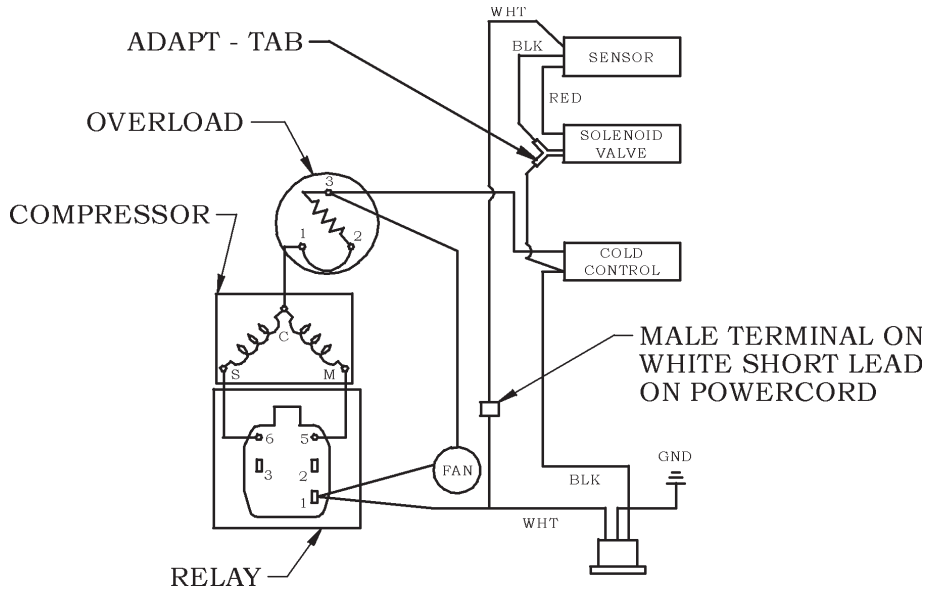 WHT
ADAPT - TAB
BLK
SENSOR
RED
OVERLOAD
SOLENOID
VALVE
3
COMPRESSOR
1
2
COLD
CONTROL
C
S
M
MALE TERMINAL ON
WHITE SHORT LEAD
ON POWERCORD
6
5
3
2
FAN
GND
BLK
1
WHT
RELAY